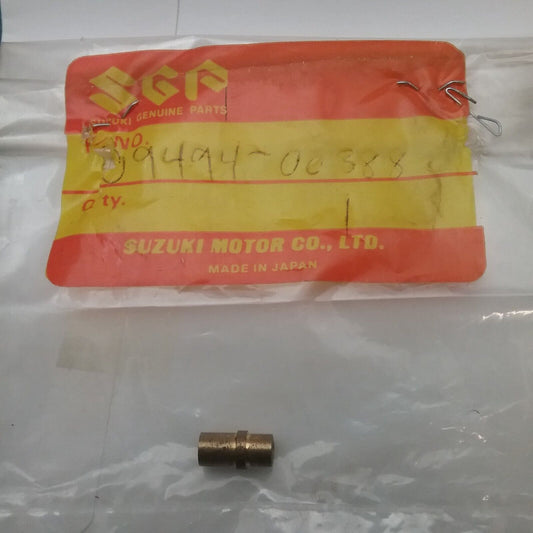 SGP
SUZUKI GENUINE PARTS
NO.
09494-00388
Q'ty. 1
SUZUKI MOTOR CO., LTD.
MADE IN JAPAN